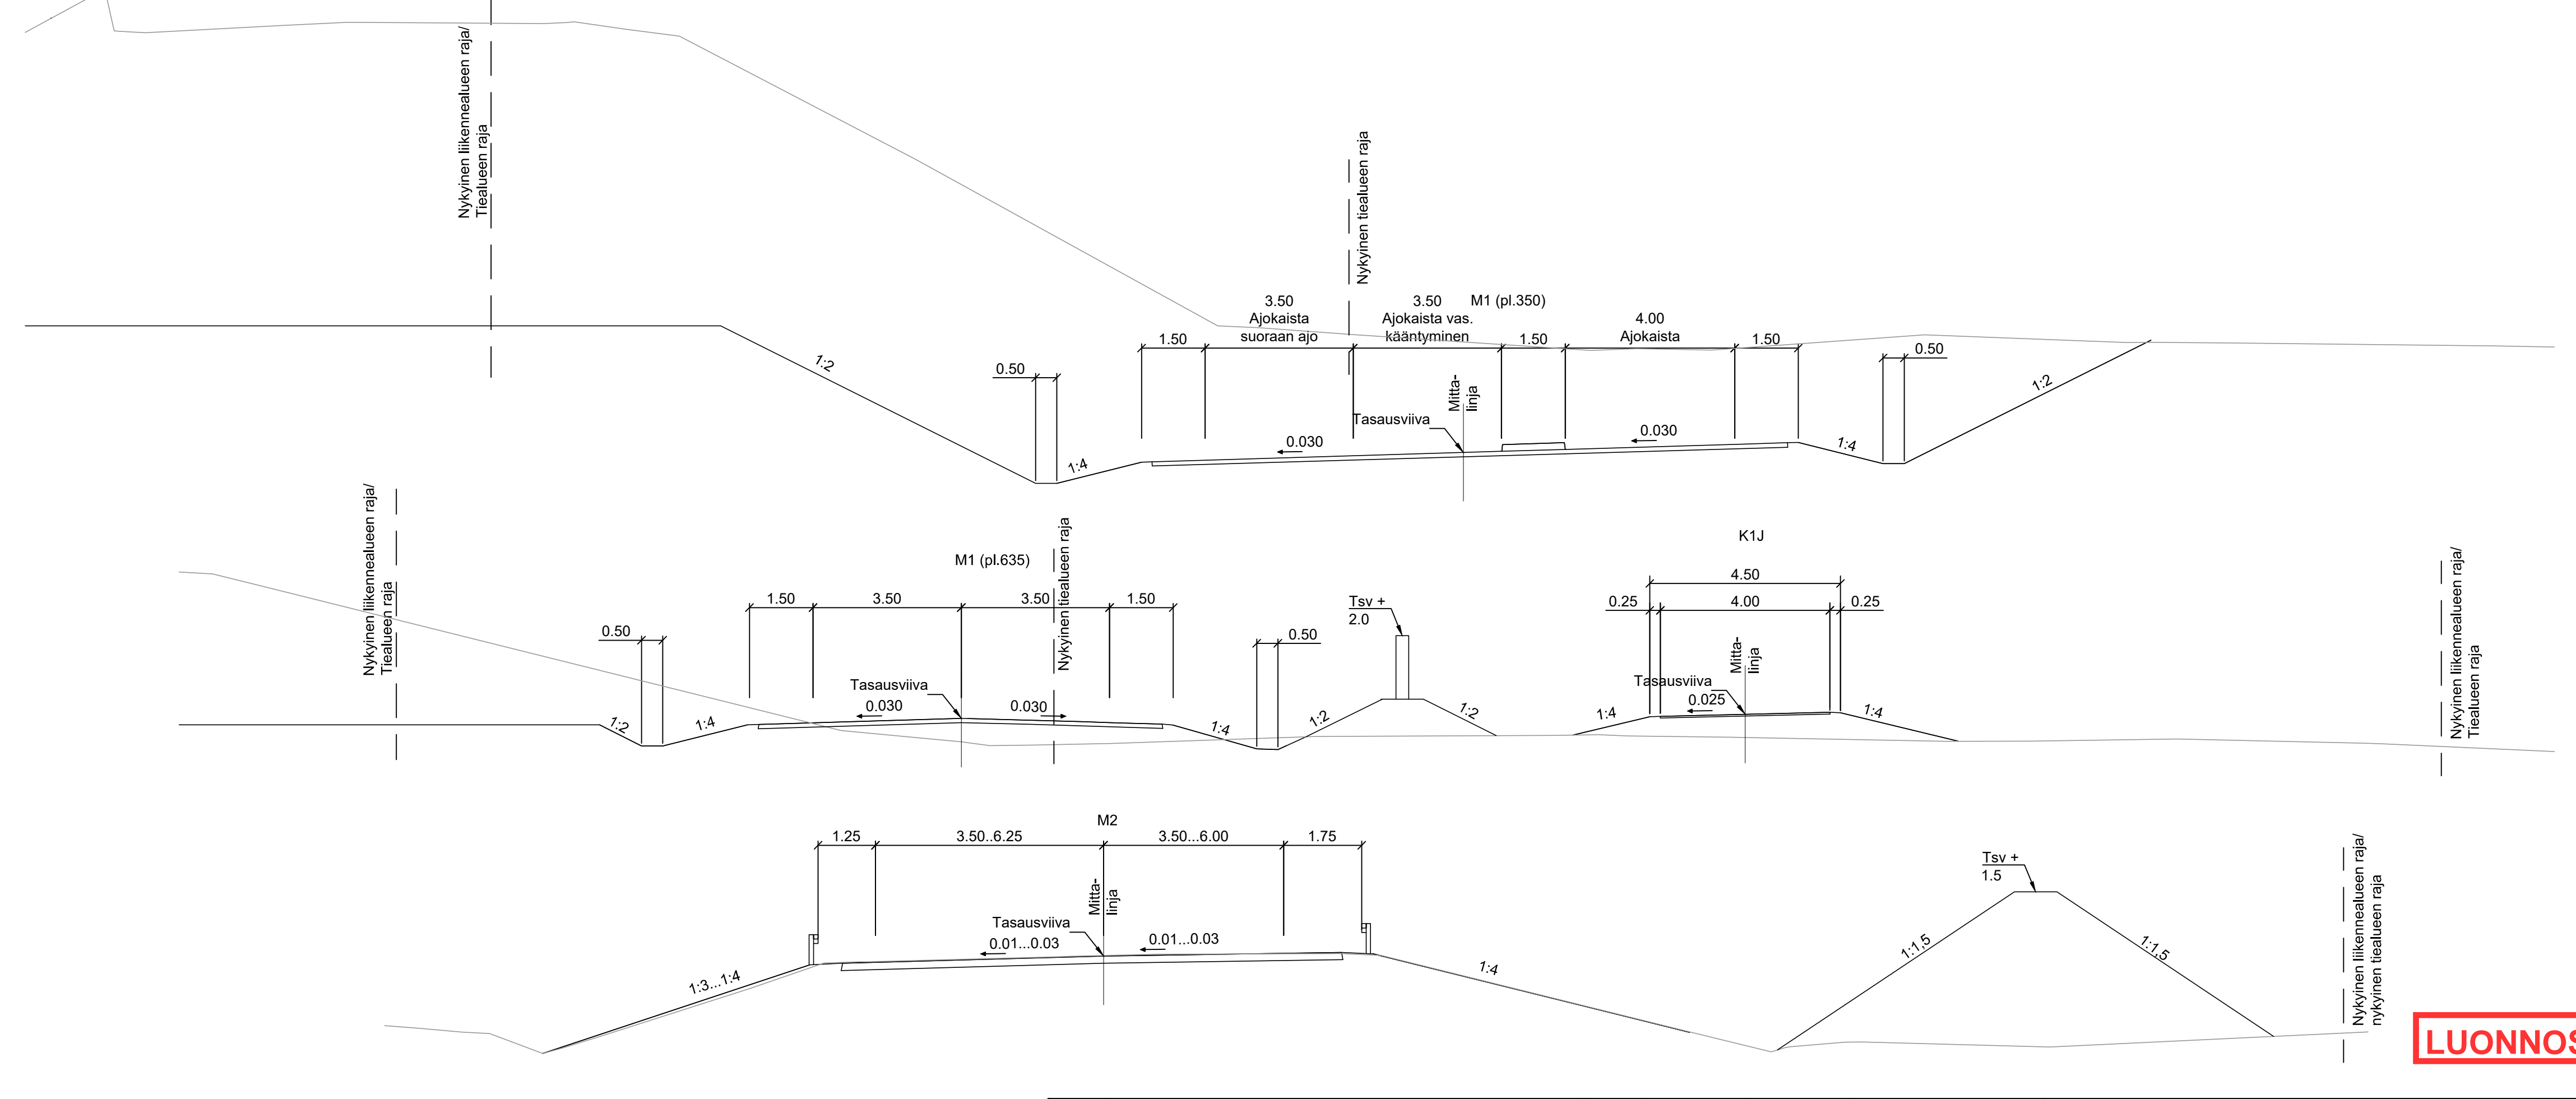 Nykyinen liikennealueen raja/
Tiealueen raja
Nykyinen tiealueen raja
3.50
Ajokaista
suoraan ajo
3.50
Ajokaista vas.
kääntyminen
M1 (pl.350)
4.00
Ajokaista
1.50
1.50
1.50
0.50
0.50
1:2
1:2
Mitta-
linja
Tasausviiva
0.030
0.030
1:4
1:4
Nykyinen liikennealueen raja/
Tiealueen raja
M1 (pl.635)
Nykyinen tiealueen raja
K1J
Nykyinen liikennealueen raja/
Tiealueen raja
4.50
1.50
3.50
3.50
1.50
Tsv +
2.0
0.25
4.00
0.25
0.50
0.50
Mitta-
linja
Tasausviiva
Tasausviiva
0.030
0.030
0.025
1:2
1:4
1:4
1:2
1:2
1:4
1:4
M2
1.25
3.50..6.25
3.50...6.00
1.75
Tsv +
1.5
Nykyinen liikennealueen raja/
nykyinen tiealueen raja
Mitta-
linja
Tasausviiva
0.01...0.03
0.01...0.03
1:3...1:4
1:4
1:1,5
1:1,5
LUONNOS